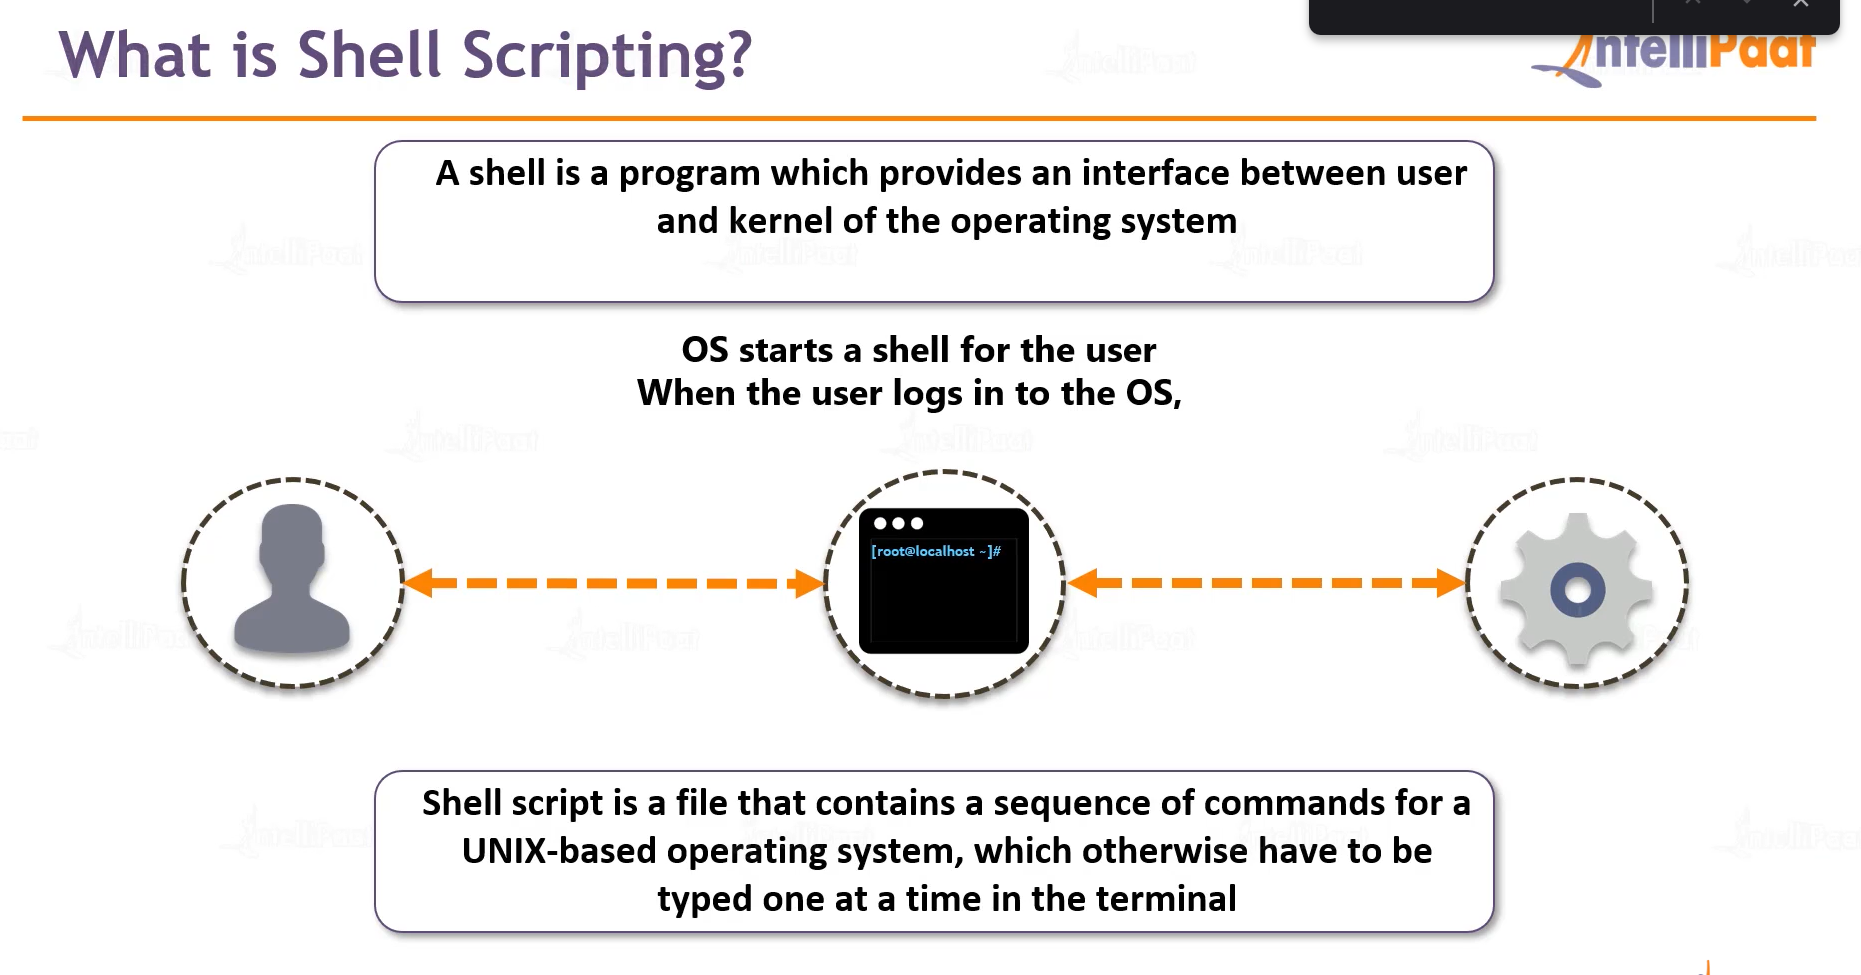 What is Shell Scripting?
IntelliPaat
A shell is a program which provides an interface between user
and kernel of the operating system
OS starts a shell for the user
When the user logs in to the OS,
[root@localhost ~]#
Shell script is a file that contains a sequence of commands for a
UNIX-based operating system, which otherwise have to be
typed one at a time in the terminal